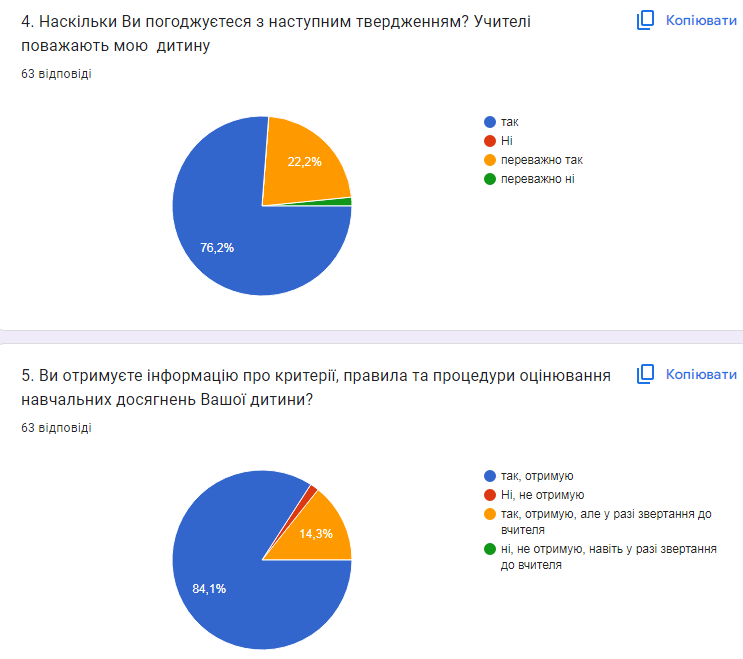 4. Наскільки Ви погоджуєтеся з наступним твердженням? Учителі
поважають мою  дитину
Копіювати
63 відповіді
так
Ні
переважно так
переважно ні
22,2%
76,2%
5. Ви отримуєте інформацію про критерії, правила та процедури оцінювання
навчальних досягнень Вашої дитини?
Копіювати
63 відповіді
так, отримую
Ні, не отримую
так, отримую, але у разі звертання до
вчителя
ні, не отримую, навіть у разі звертання
до вчителя
14,3%
84,1%